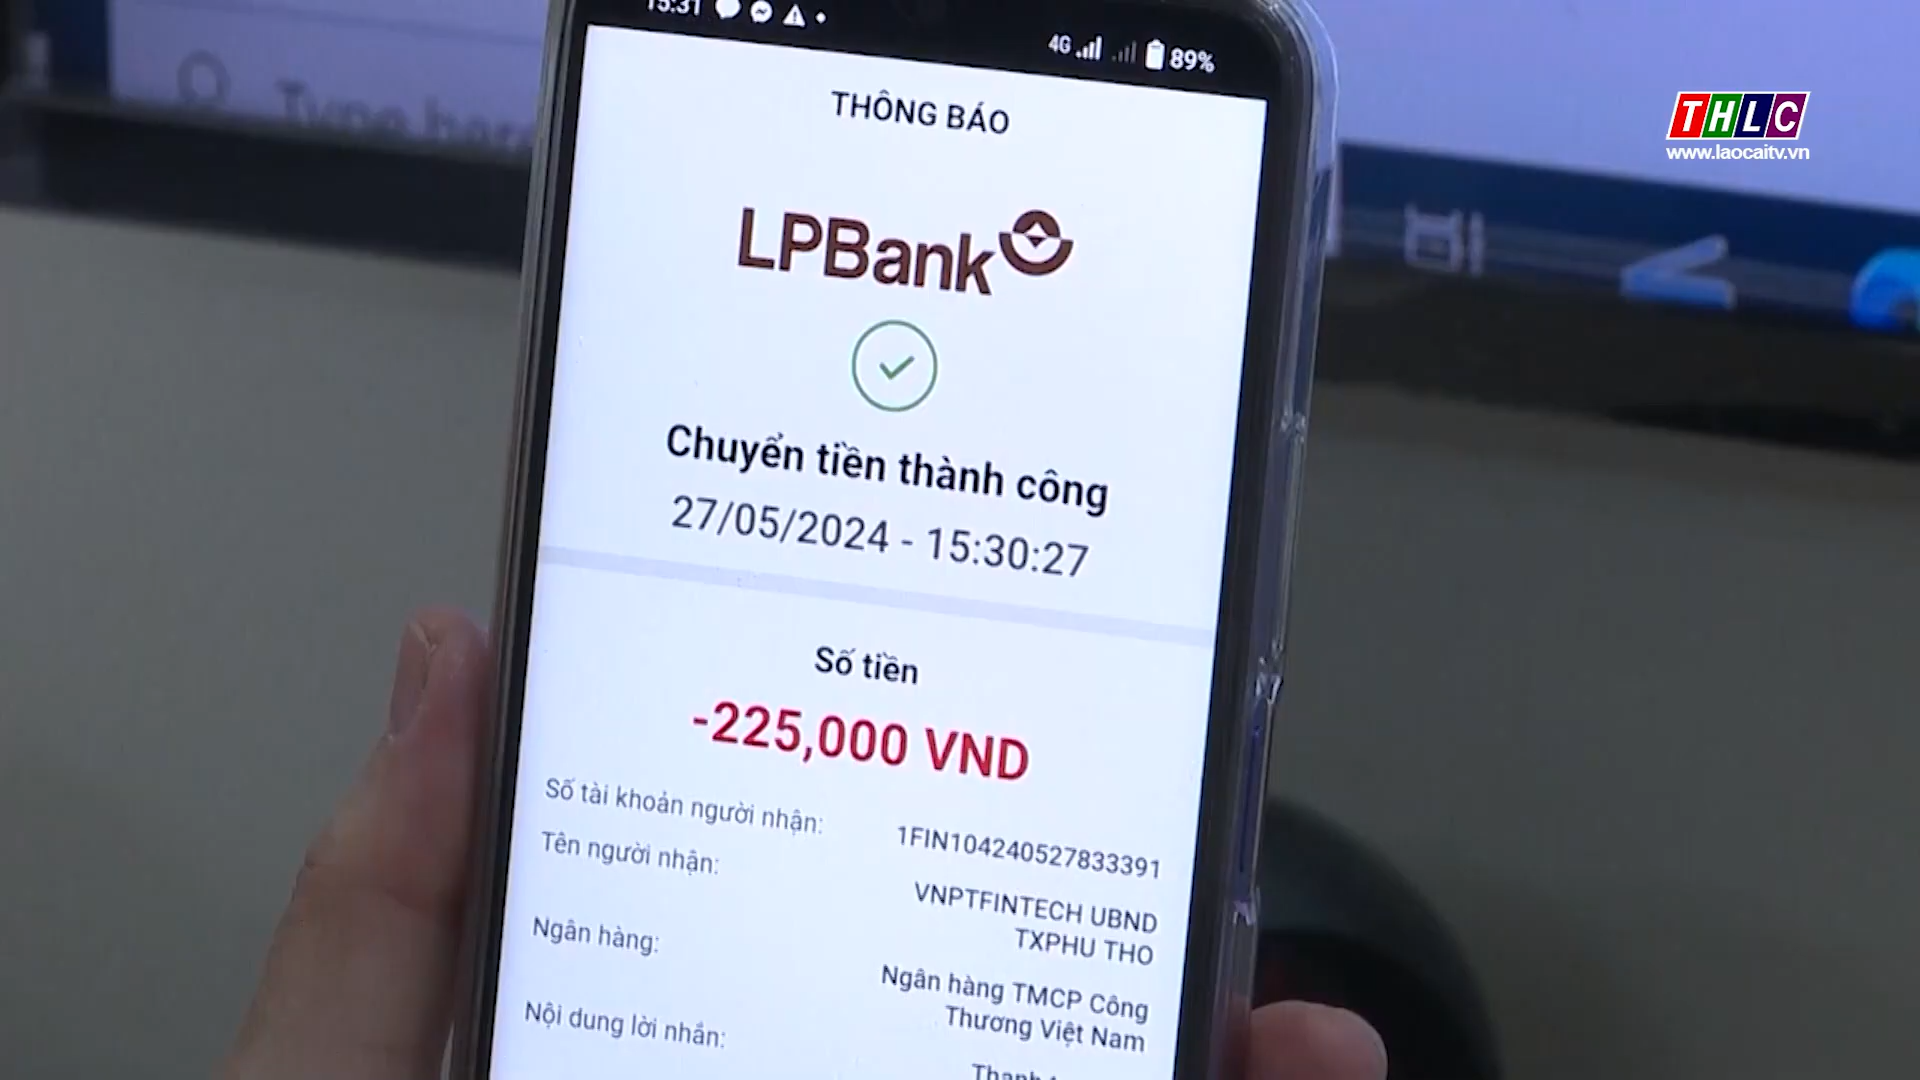 15:31
4G 89%
THLC
www.laocaitv.vn
Type here
THÔNG BÁO
LPBank
Chuyển tiền thành công
27/05/2024 - 15:30:27
Số tiền
-225,000 VND
Số tài khoản người nhận:
1FIN104240527833391
Tên người nhận:
VNPTFINTECH UBND
TXPHU THO
Ngân hàng:
Ngân hàng TMCP Công
Thương Việt Nam
Nội dung lời nhắn: